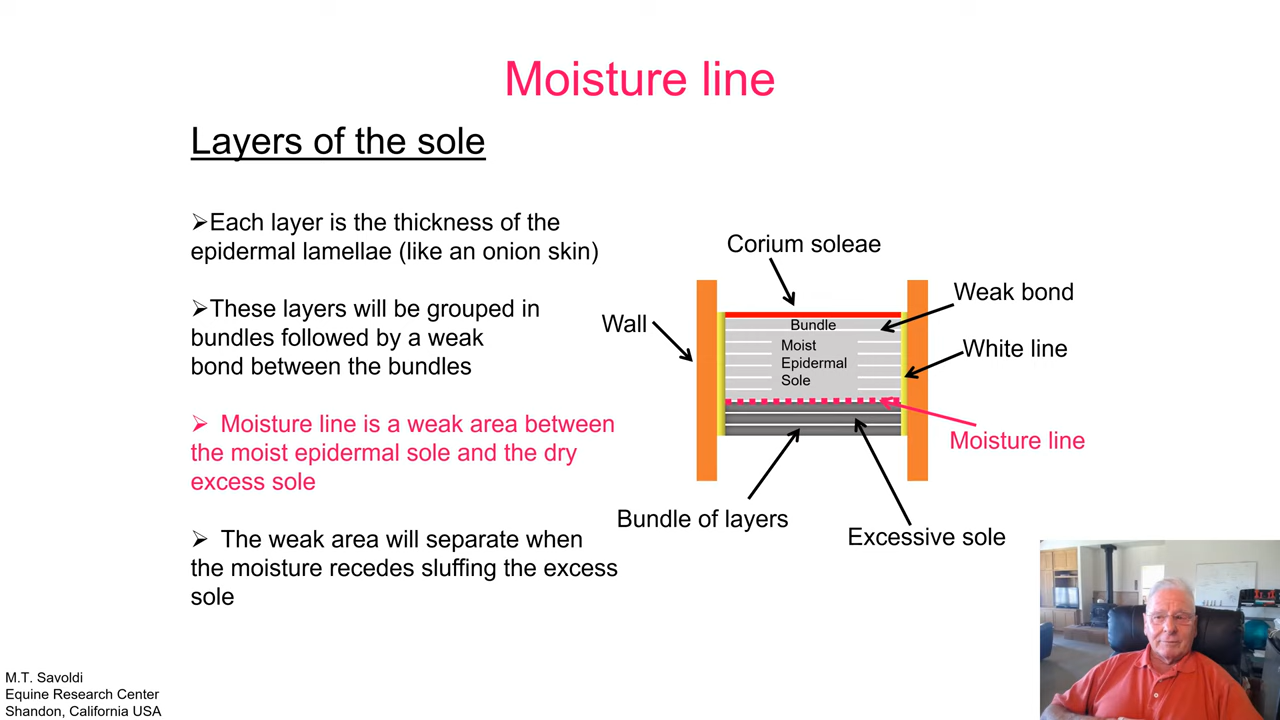 Moisture line
Layers of the sole
➢Each layer is the thickness of the
epidermal lamellae (like an onion skin)
➢These layers will be grouped in
bundles followed by a weak
bond between the bundles
➢ Moisture line is a weak area between
the moist epidermal sole and the dry
excess sole
➢ The weak area will separate when
the moisture recedes sluffing the excess
sole
Corium soleae
Weak bond
Wall
Bundle
White line
Moist
Epidermal
Sole
Moisture line
Bundle of layers
Excessive sole
M.T. Savoldi
Equine Research Center
Shandon, California USA